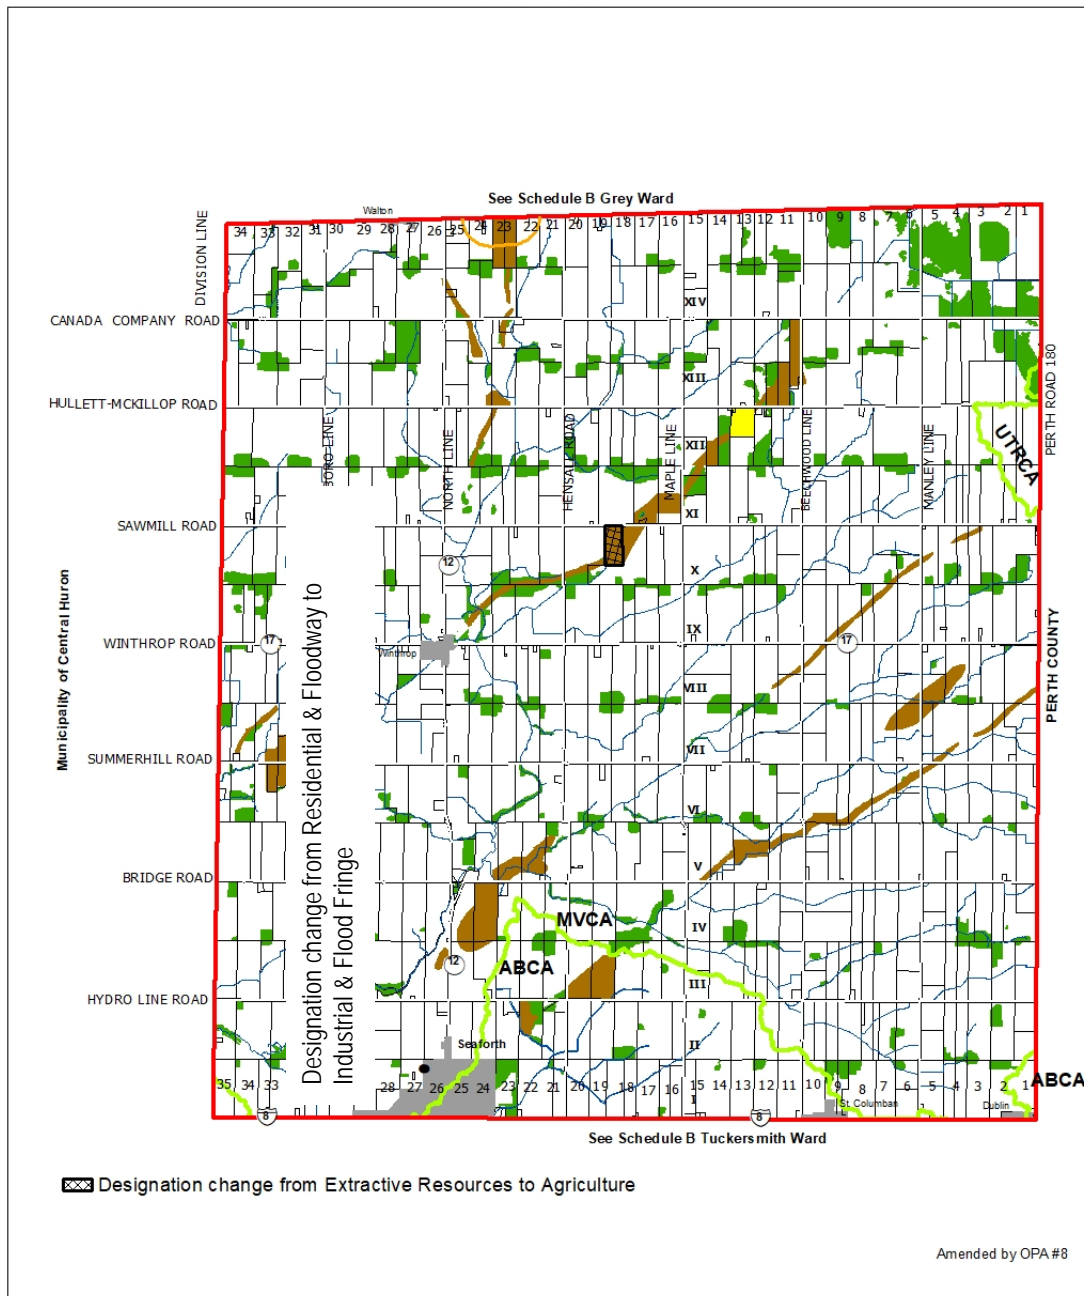 See Schedule B Grey Ward
Walton
34 33 32 31 30 29 28 27 26 25 24 23 22 21 20 19 18 17 16 15 14 13 12 11 10 9 8 7 6 5 4 3 2 1
DIVISION LINE
XIV
CANADA COMPANY ROAD
XIII
PERTH ROAD 180
HULLETT-MCKILLOP ROAD
BORO LINE
NORTH LINE
HENSALL ROAD
MAPLE LINE
XII
BEECHWOOD LINE
MANLEY LINE
UTRCA
XI
SAWMILL ROAD
12
X
Municipality of Central Huron
Designation change from Residential & Floodway to
Industrial & Flood Fringe
IX
WINTHROP ROAD
17
Winthrop
17
PERTH COUNTY
VIII
VII
SUMMERHILL ROAD
VI
V
BRIDGE ROAD
MVCA
IV
12
ABCA
III
HYDRO LINE ROAD
Seaforth
II
35 34 33 28 27 26 25 24 23 22 21 20 19 18 17 16 15 14 13 12 11 10 9 8 7 6 5 4 3 2 1
ABCA
I
St. Columban
Dublin
8
8
See Schedule B Tuckersmith Ward
Designation change from Extractive Resources to Agriculture
Amended by OPA #8